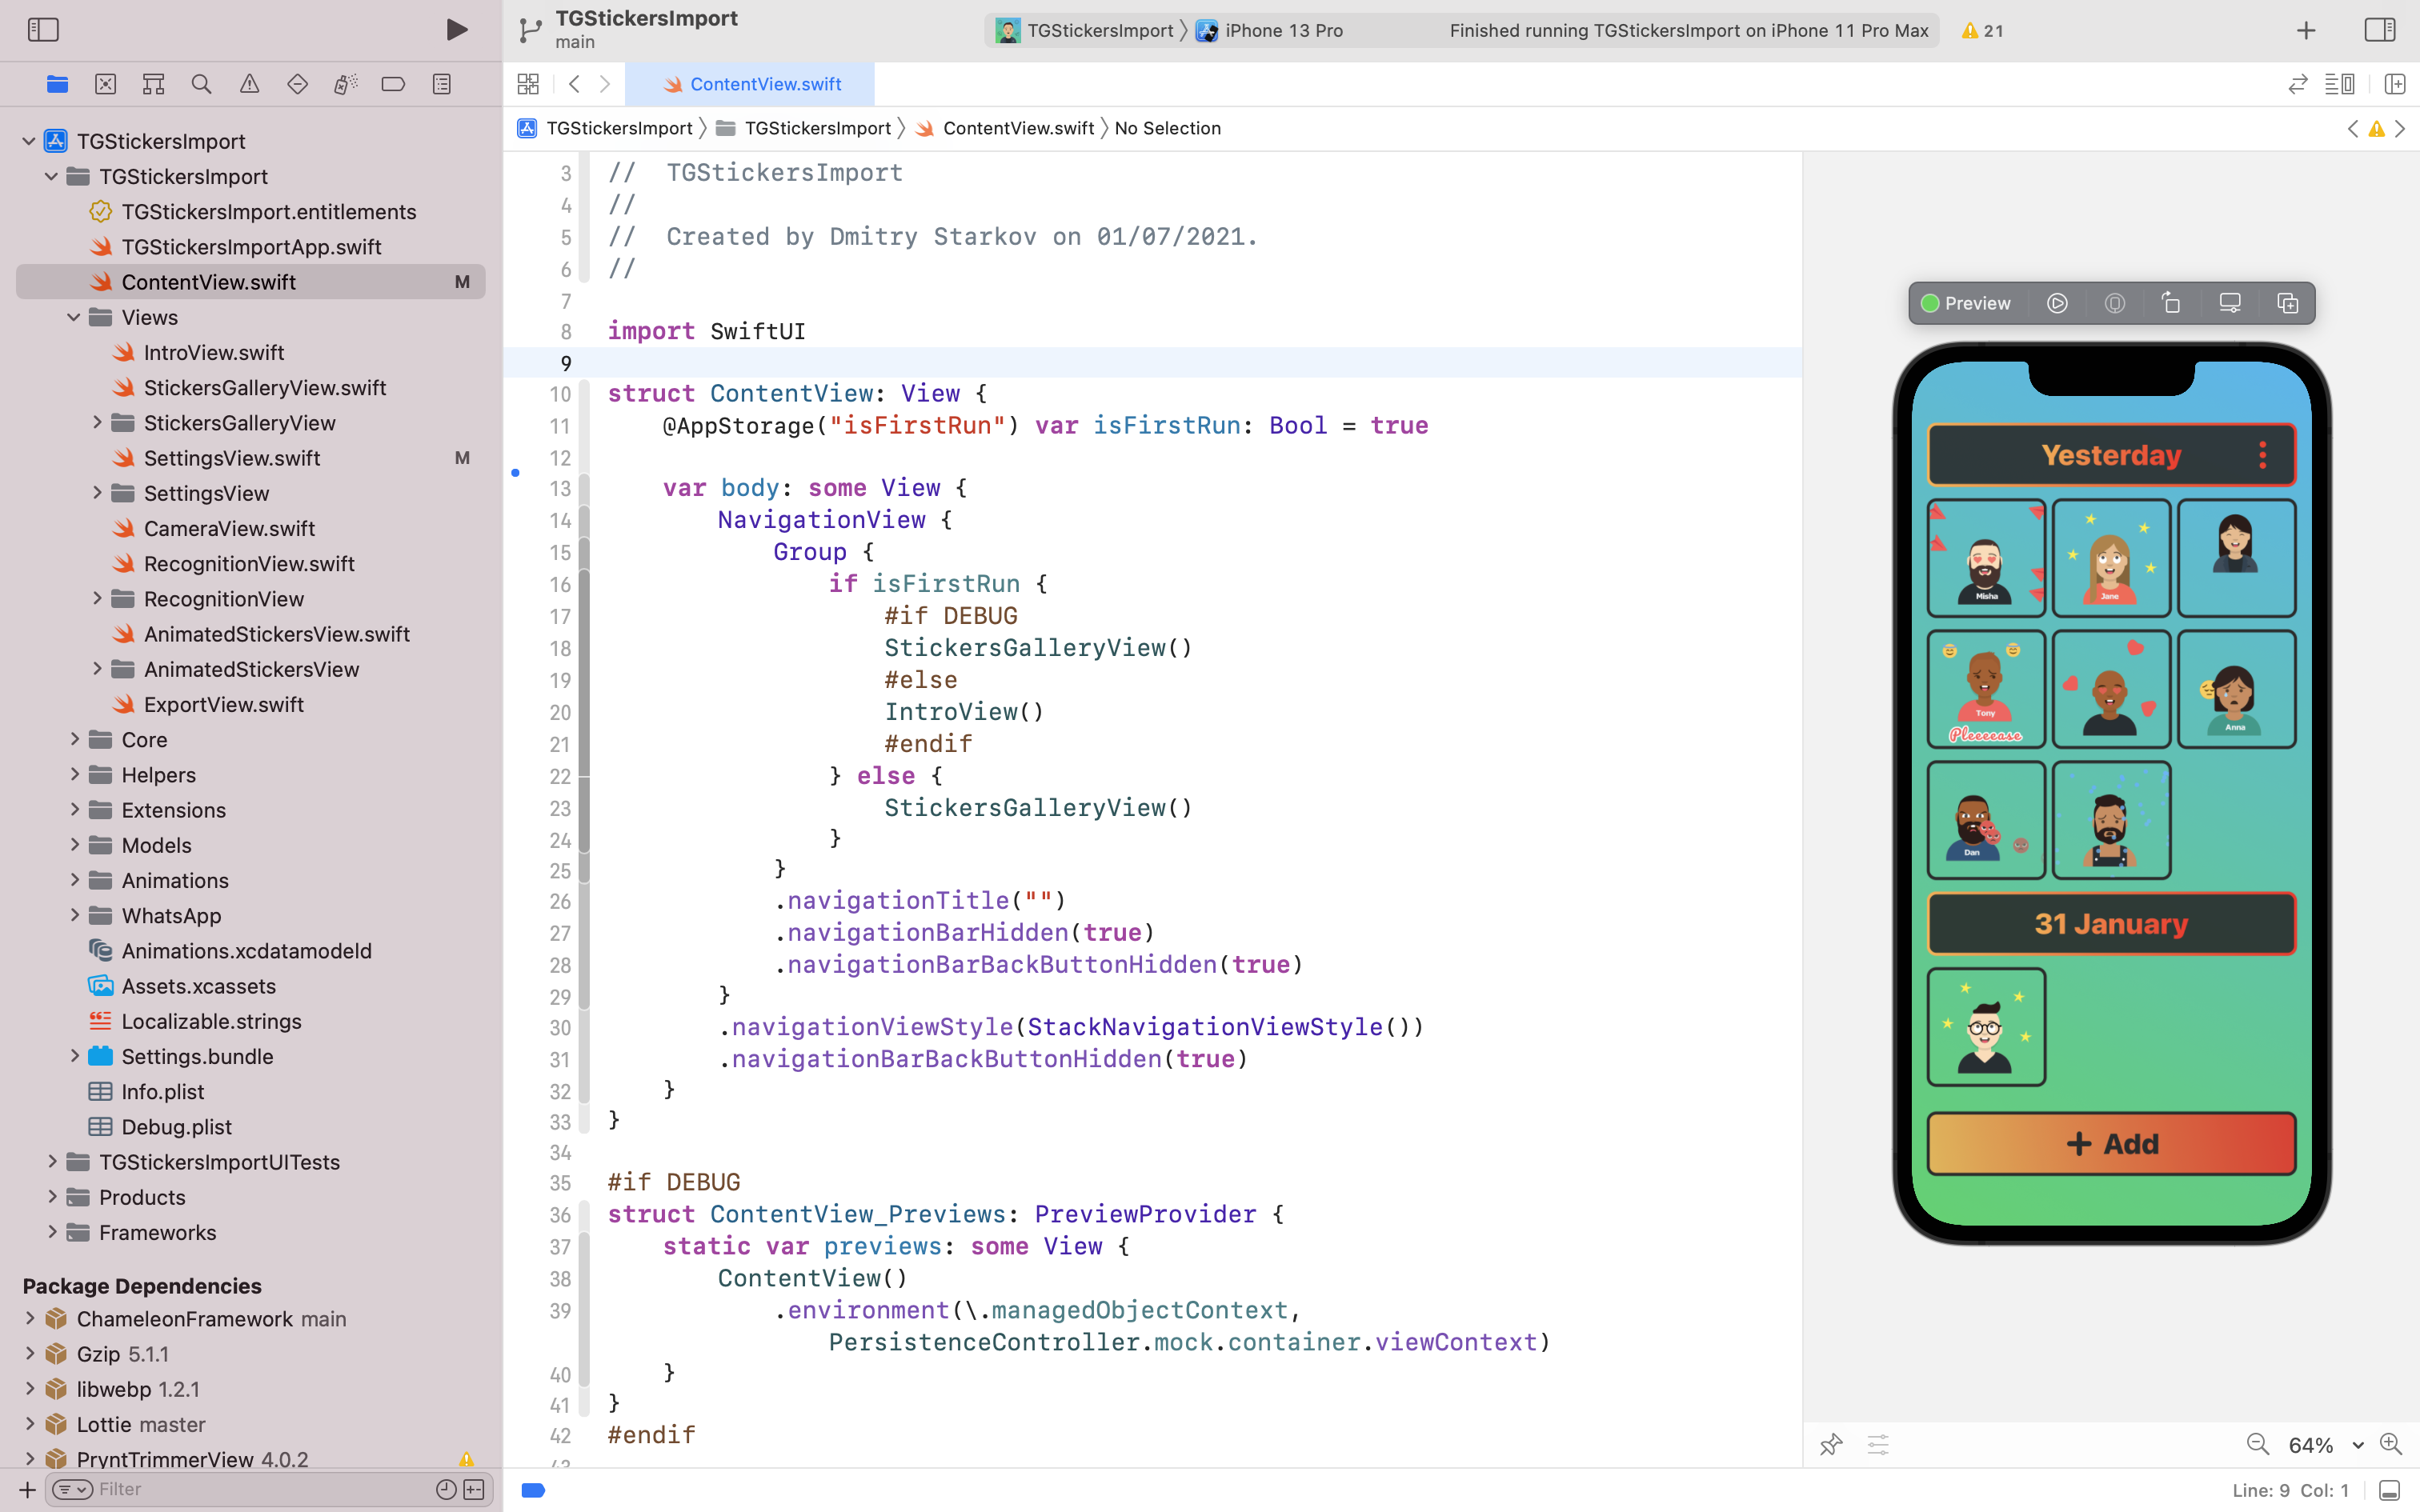 TGStickersImport
main
TGStickersImport
iPhone 13 Pro
Finished running TGStickersImport on iPhone 11 Pro Max
21
ContentView.swift
TGStickersImport
TGStickersImport
ContentView.swift
No Selection
TGStickersImport
TGStickersImport
TGStickersImport.entitlements
TGStickersImportApp.swift
ContentView.swift M
Views
IntroView.swift
StickersGalleryView.swift
StickersGalleryView
SettingsView.swift M
SettingsView
CameraView.swift
RecognitionView.swift
RecognitionView
AnimatedStickersView.swift
AnimatedStickersView
ExportView.swift
Core
Helpers
Extensions
Models
Animations
WhatsApp
Animations.xcdatamodeld
Assets.xcassets
Localizable.strings
Settings.bundle
Info.plist
Debug.plist
TGStickersImportUITests
Products
Frameworks
Package Dependencies
ChameleonFramework main
Gzip 5.1.1
libwebp 1.2.1
Lottie master
PryntTrimmerView 4.0.2
Filter
3 //  TGStickersImport
4 //
5 //  Created by Dmitry Starkov on 01/07/2021.
6 //
7
8 import SwiftUI
9
10 struct ContentView: View {
11     @AppStorage("isFirstRun") var isFirstRun: Bool = true
12
13     var body: some View {
14         NavigationView {
15             Group {
16                 if isFirstRun {
17                     #if DEBUG
18                     StickersGalleryView()
19                     #else
20                     IntroView()
21                     #endif
22                 } else {
23                     StickersGalleryView()
24                 }
25             }
26             .navigationTitle("")
27             .navigationBarHidden(true)
28             .navigationBarBackButtonHidden(true)
29         }
30         .navigationViewStyle(StackNavigationViewStyle())
31         .navigationBarBackButtonHidden(true)
32     }
33 }
34
35 #if DEBUG
36 struct ContentView_Previews: PreviewProvider {
37     static var previews: some View {
38         ContentView()
39             .environment(\.managedObjectContext,
                PersistenceController.mock.container.viewContext)
40     }
41 }
42 #endif
43
Preview
Yesterday
Misha
Jane
Tony
Pleeeease
Anna
Dan
31 January
+ Add
64%
Line: 9 Col: 1